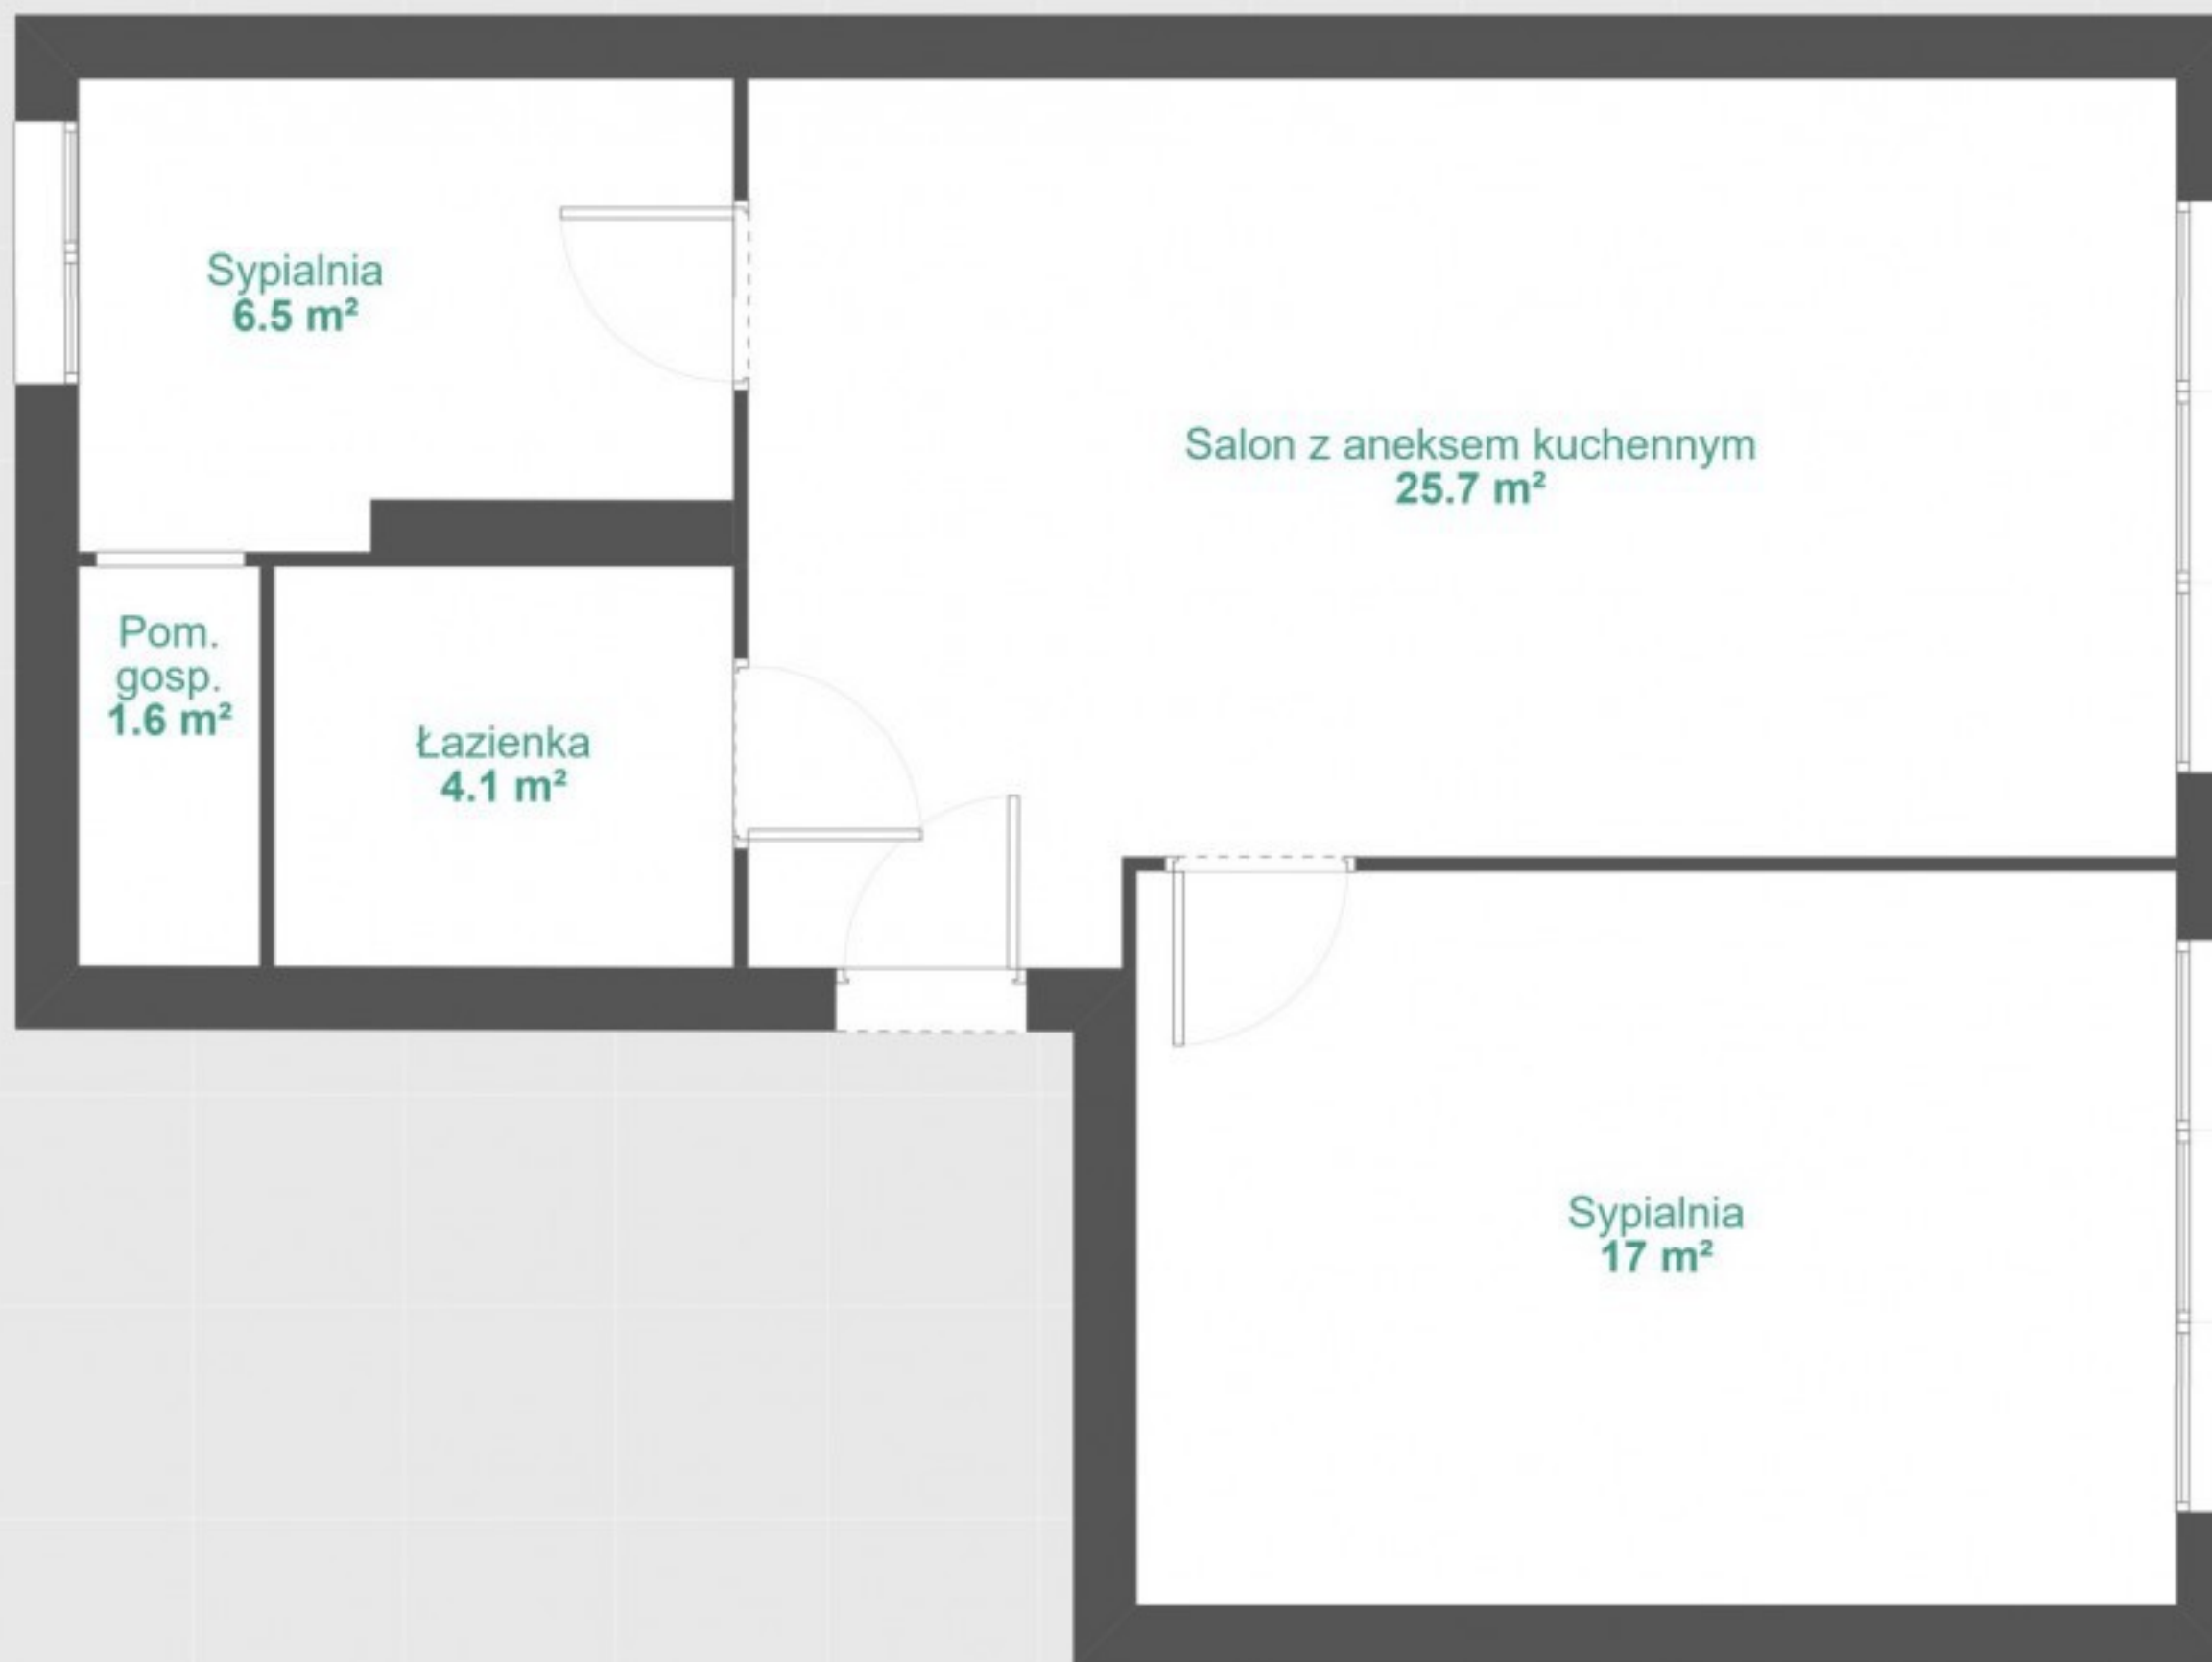 Sypialnia
6.5 m²
Salon z aneksem kuchennym
25.7 m²
Pom.
gosp.
1.6 m²
Łazienka
4.1 m²
Sypialnia
17 m²